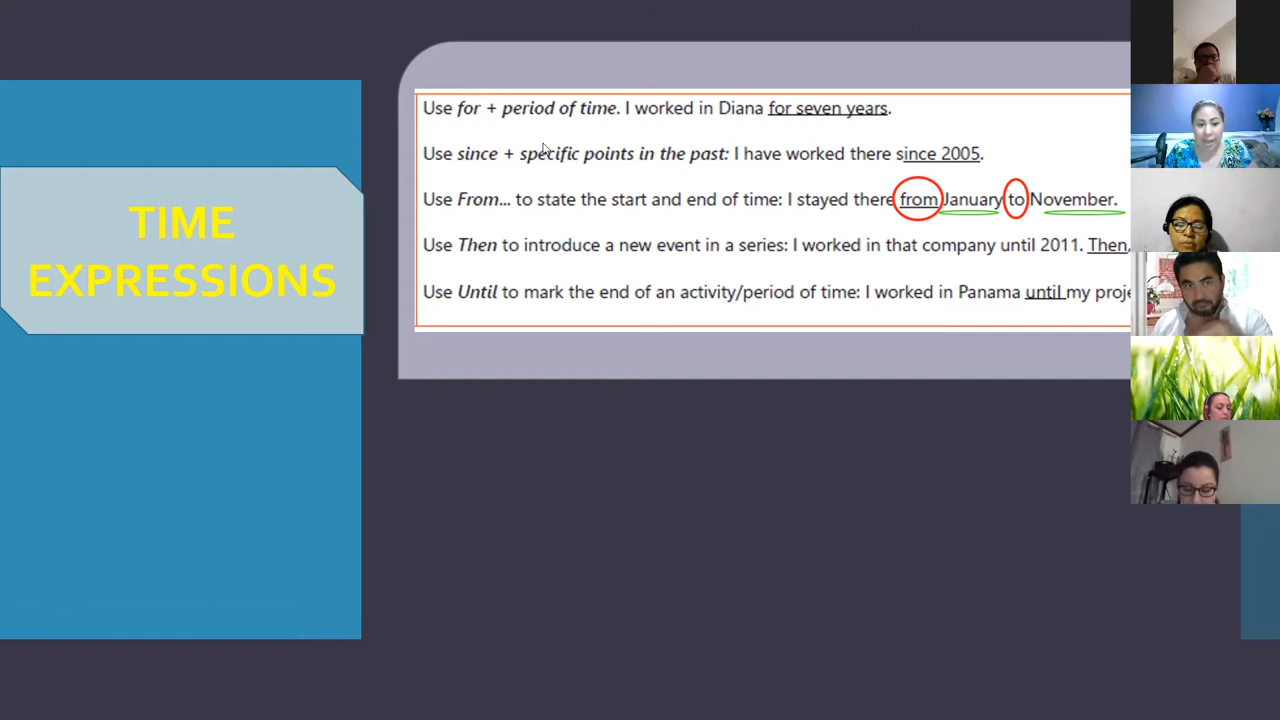 TIME
EXPRESSIONS
Use for + period of time. I worked in Diana for seven years.
Use since + specific points in the past: I have worked there since 2005.
Use From... to state the start and end of time: I stayed there from January to November.
Use Then to introduce a new event in a series: I worked in that company until 2011. Then,
Use Until to mark the end of an activity/period of time: I worked in Panama until my proje